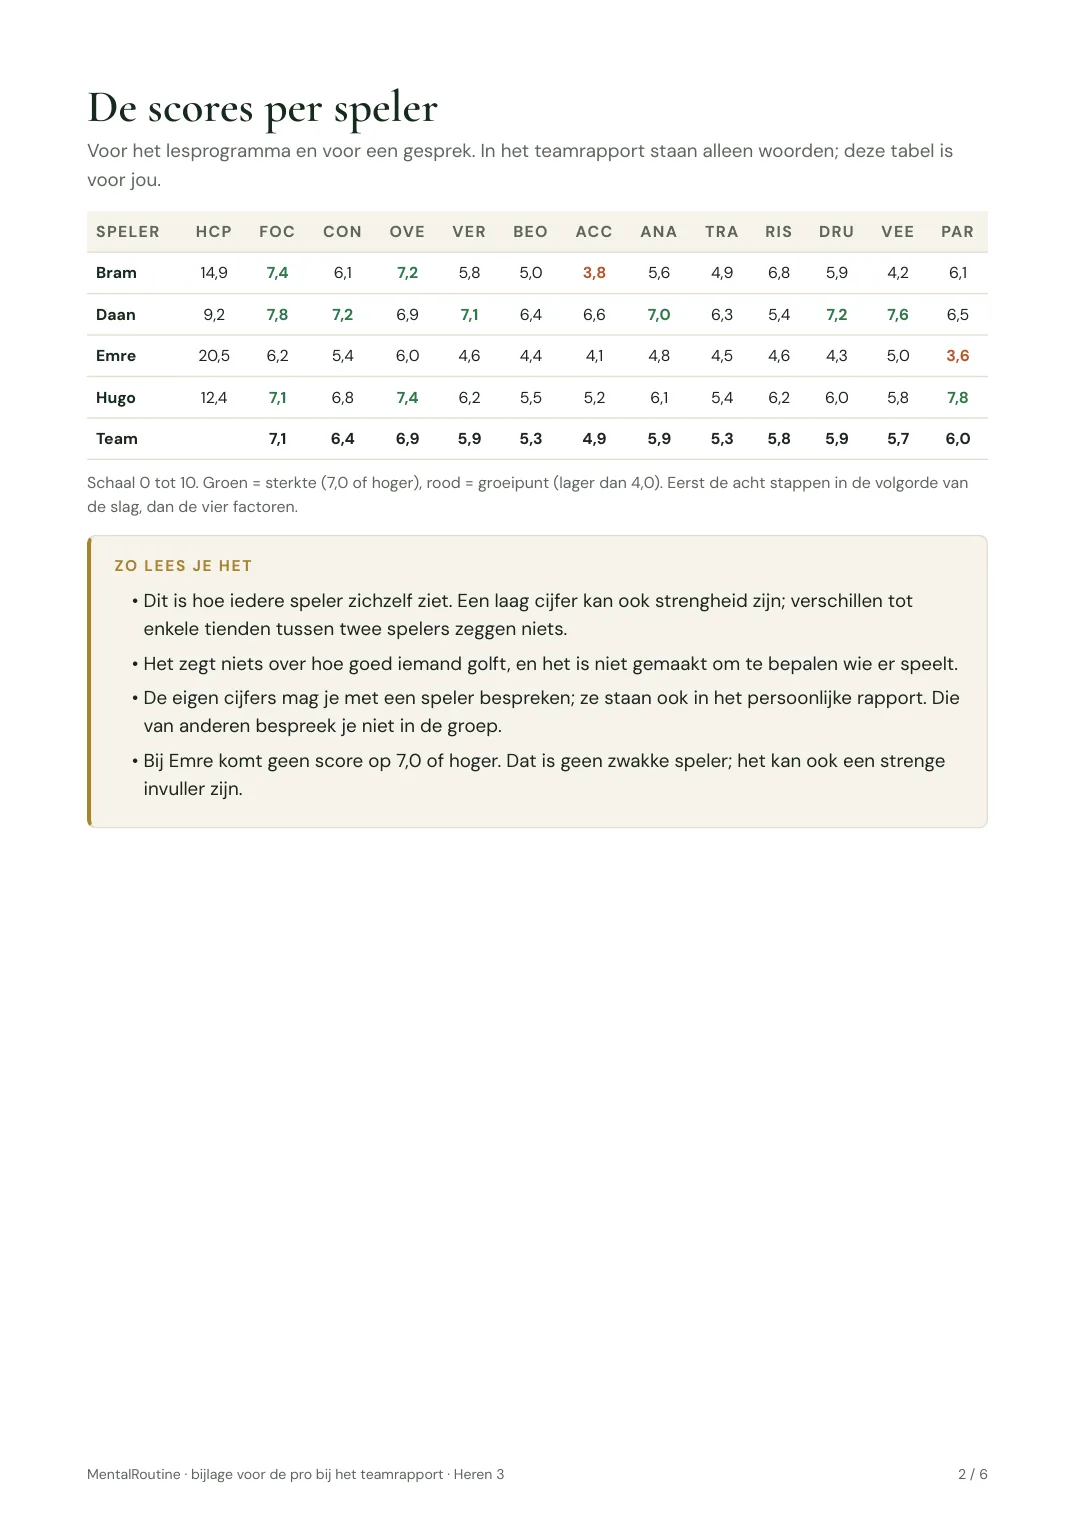 De scores per speler
Voor het lesprogramma en voor een gesprek. In het teamrapport staan alleen woorden; deze tabel is
voor jou.
SPELER HCP FOC CON OVE VER BEO ACC ANA TRA RIS DRU VEE PAR
Bram 14,9 7,4 6,1 7,2 5,8 5,0 3,8 5,6 4,9 6,8 5,9 4,2 6,1
Daan 9,2 7,8 7,2 6,9 7,1 6,4 6,6 7,0 6,3 5,4 7,2 7,6 6,5
Emre 20,5 6,2 5,4 6,0 4,6 4,4 4,1 4,8 4,5 4,6 4,3 5,0 3,6
Hugo 12,4 7,1 6,8 7,4 6,2 5,5 5,2 6,1 5,4 6,2 6,0 5,8 7,8
Team 7,1 6,4 6,9 5,9 5,3 4,9 5,9 5,3 5,8 5,9 5,7 6,0
Schaal 0 tot 10. Groen = sterkte (7,0 of hoger), rood = groeipunt (lager dan 4,0). Eerst de acht stappen in de volgorde van
de slag, dan de vier factoren.
ZO LEES JE HET
• Dit is hoe iedere speler zichzelf ziet. Een laag cijfer kan ook strengheid zijn; verschillen tot
enkele tienden tussen twee spelers zeggen niets.
• Het zegt niets over hoe goed iemand golft, en het is niet gemaakt om te bepalen wie er speelt.
• De eigen cijfers mag je met een speler bespreken; ze staan ook in het persoonlijke rapport. Die
van anderen bespreek je niet in de groep.
• Bij Emre komt geen score op 7,0 of hoger. Dat is geen zwakke speler; het kan ook een strenge
invuller zijn.
MentalRoutine · bijlage voor de pro bij het teamrapport · Heren 3
2 / 6